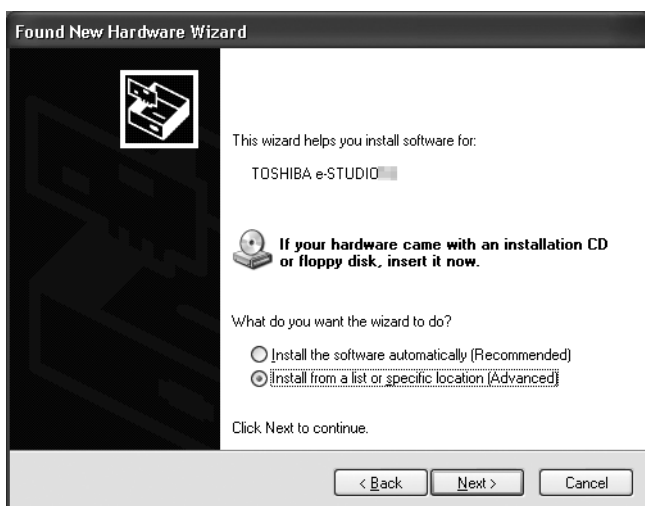 Found New Hardware Wizard
This wizard helps you install software for:
TOSHIBA e-STUDIO
If your hardware came with an installation CD
or floppy disk, insert it now.
What do you want the wizard to do?
Install the software automatically (Recommended)
Install from a list or specific location (Advanced)
Click Next to continue.
< Back Next > Cancel